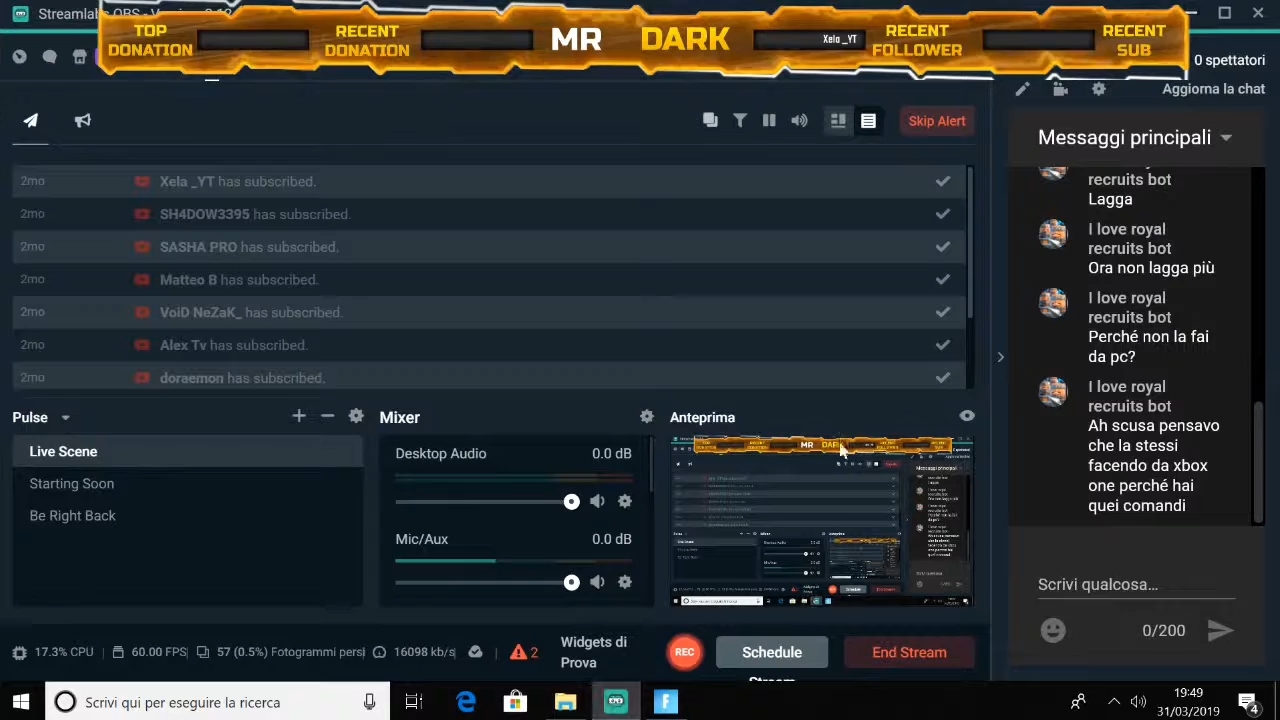 Streamlabs OBS - Version
TOP
DONATION
RECENT
DONATION
MR DARK
Xela _YT
RECENT
FOLLOWER
RECENT
SUB
0 spettatori
Aggiorna la chat
Skip Alert
Messaggi principali
2mo Xela _YT has subscribed.
2mo SH4DOW3395 has subscribed.
2mo SASHA PRO has subscribed.
2mo Matteo B has subscribed.
2mo VoiD NeZaK_ has subscribed.
2mo Alex Tv has subscribed.
2mo doraemon has subscribed.
recruits bot
Lagga
I love royal
recruits bot
Ora non lagga più
I love royal
recruits bot
Perché non la fai
da pc?
I love royal
recruits bot
Ah scusa pensavo
che la stessi
facendo da xbox
one perché hai
quei comandi
Scrivi qualcosa...
0/200
Pulse
Live Scene
Starting Soon
Be Right Back
Mixer
Desktop Audio 0.0 dB
Mic/Aux 0.0 dB
Anteprima
17.3% CPU
60.00 FPS
57 (0.5%) Fotogrammi persi
16098 kb/s
2
Widgets di
Prova
REC
Schedule
Stream
End Stream
Scrivi qui per eseguire la ricerca
19:49
31/03/2019
4